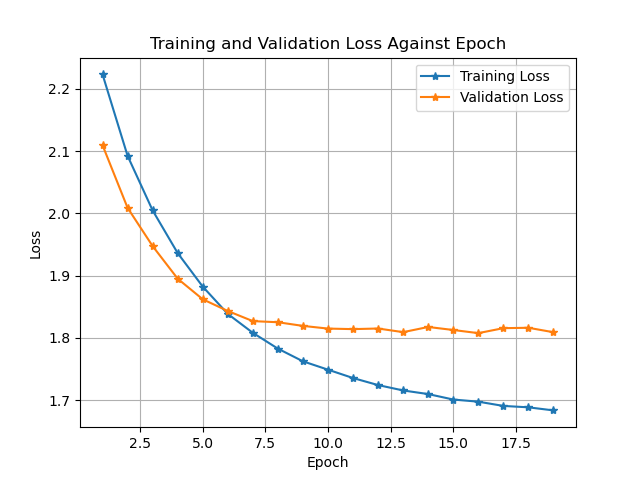 Training and Validation Loss Against Epoch
Training Loss
Validation Loss
2.2
2.1
2.0
1.9
1.8
1.7
Loss
2.5
5.0
7.5
10.0
12.5
15.0
17.5
Epoch